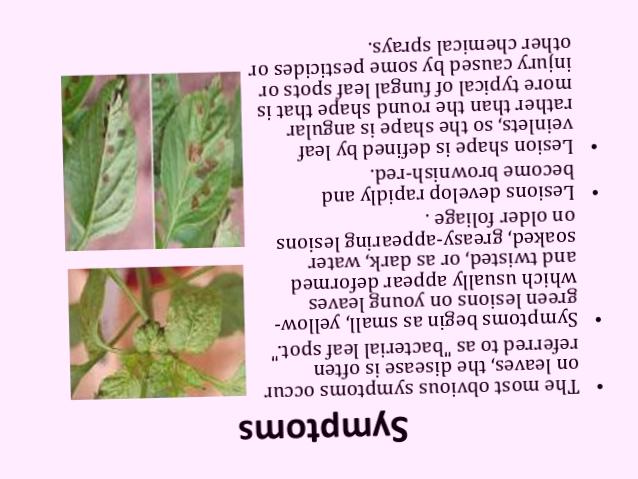 Symptoms
• The most obvious symptoms occur
on leaves, the disease is often
referred to as "bacterial leaf spot."
• Symptoms begin as small, yellow-
green lesions on young leaves
which usually appear deformed
and twisted, or as dark, water
soaked, greasy-appearing lesions
on older foliage .
• Lesions develop rapidly and
become brownish-red.
• Lesion shape is defined by leaf
veinlets, so the shape is angular
rather than the round shape that is
more typical of fungal leaf spots or
injury caused by some pesticides or
other chemical sprays.